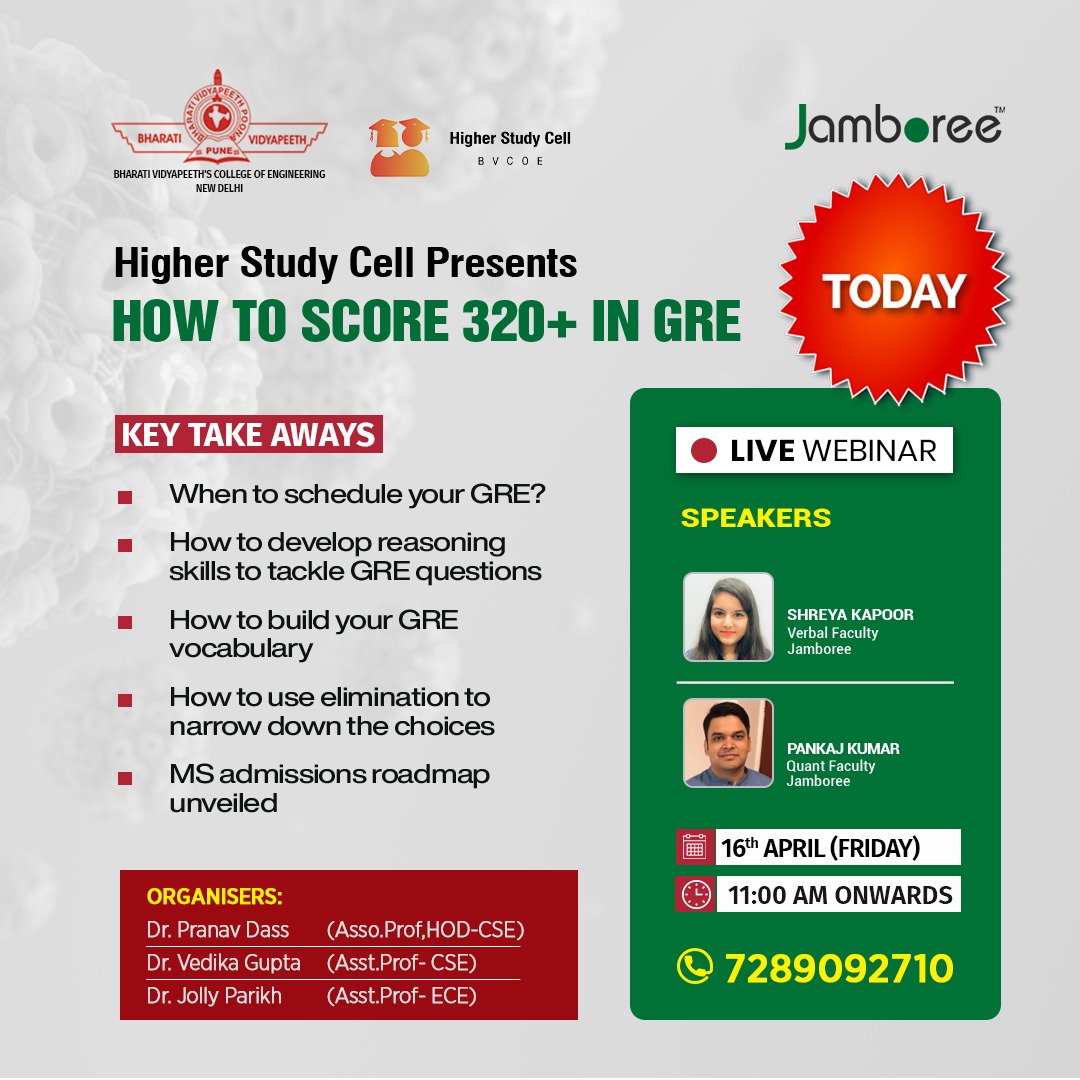 BHARATI VIDYAPEETH POONA
BHARATI VIDYAPEETH
PUNE
BHARATI VIDYAPEETH'S COLLEGE OF ENGINEERING
NEW DELHI
Higher Study Cell
BVCOE
Jamboree™
Higher Study Cell Presents
HOW TO SCORE 320+ IN GRE
TODAY
KEY TAKE AWAYS
When to schedule your GRE?
How to develop reasoning
skills to tackle GRE questions
How to build your GRE
vocabulary
How to use elimination to
narrow down the choices
MS admissions roadmap
unveiled
ORGANISERS:
Dr. Pranav Dass (Asso.Prof,HOD-CSE)
Dr. Vedika Gupta (Asst.Prof- CSE)
Dr. Jolly Parikh (Asst.Prof- ECE)
LIVE WEBINAR
SPEAKERS
SHREYA KAPOOR
Verbal Faculty
Jamboree
PANKAJ KUMAR
Quant Faculty
Jamboree
16th APRIL (FRIDAY)
11:00 AM ONWARDS
7289092710